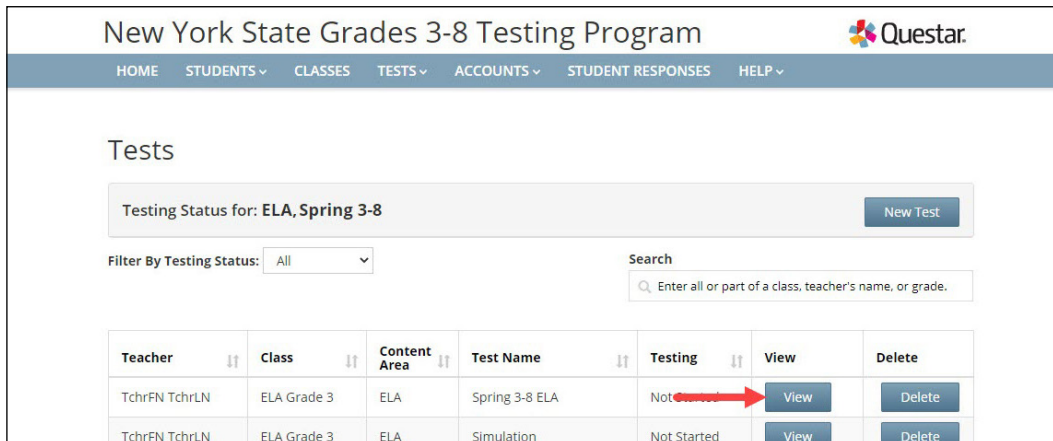 New York State Grades 3-8 Testing Program
Questar
HOME STUDENTS CLASSES TESTS ACCOUNTS STUDENT RESPONSES HELP
Tests
Testing Status for: ELA, Spring 3-8 New Test
Filter By Testing Status: All
Search
Enter all or part of a class, teacher's name, or grade.
Teacher Class Content Area Test Name Testing View Delete
TchrFN TchrLN ELA Grade 3 ELA Spring 3-8 ELA Not Started View Delete
TchrFN TchrLN ELA Grade 3 ELA Simulation Not Started View Delete